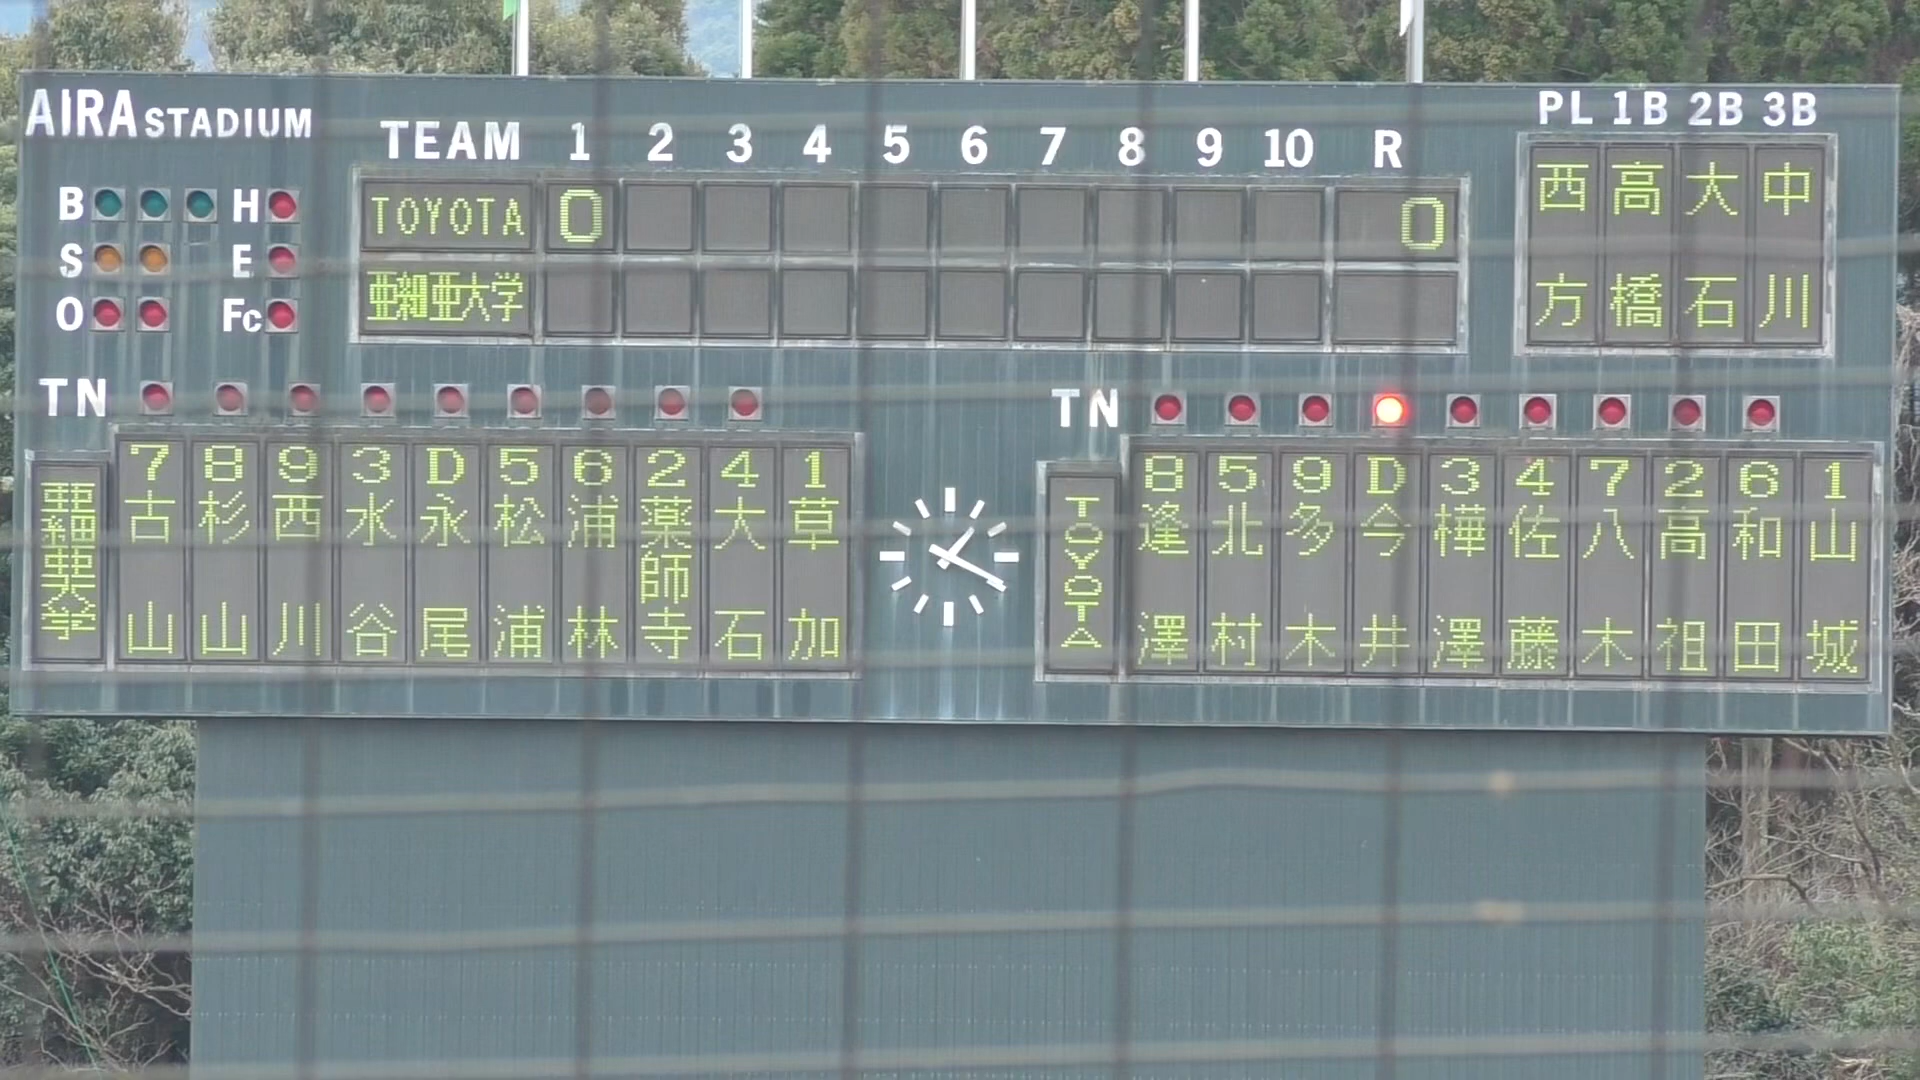 AIRA STADIUM
PL 1B 2B 3B
TEAM 1 2 3 4 5 6 7 8 9 10 R
B H
S E
O Fc
TOYOTA 0 0
亜細亜大学
西方
高橋
大石
中川
TN
亜細亜大学
7 古山
8 杉山
9 西川
3 水谷
D 永尾
5 松浦
6 浦林
2 薬師寺
4 大石
1 草加
TN
TOYOTA
8 逢澤
5 北村
9 多木
D 今井
3 樺澤
4 佐藤
7 八木
2 高祖
6 和田
1 山城